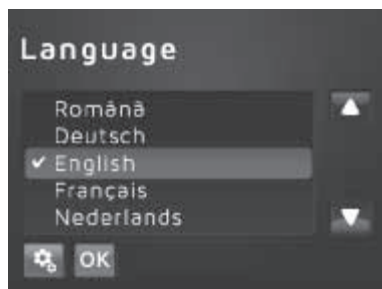 Language
Română
Deutsch
English
Français
Nederlands
OK